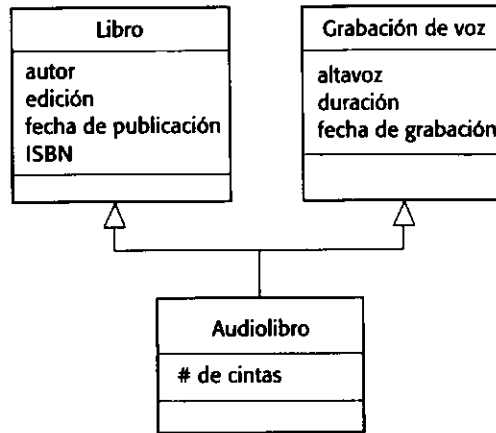 Libro
autor
edición
fecha de publicación
ISBN
Grabación de voz
altavoz
duración
fecha de grabación
Audiolibro
# de cintas